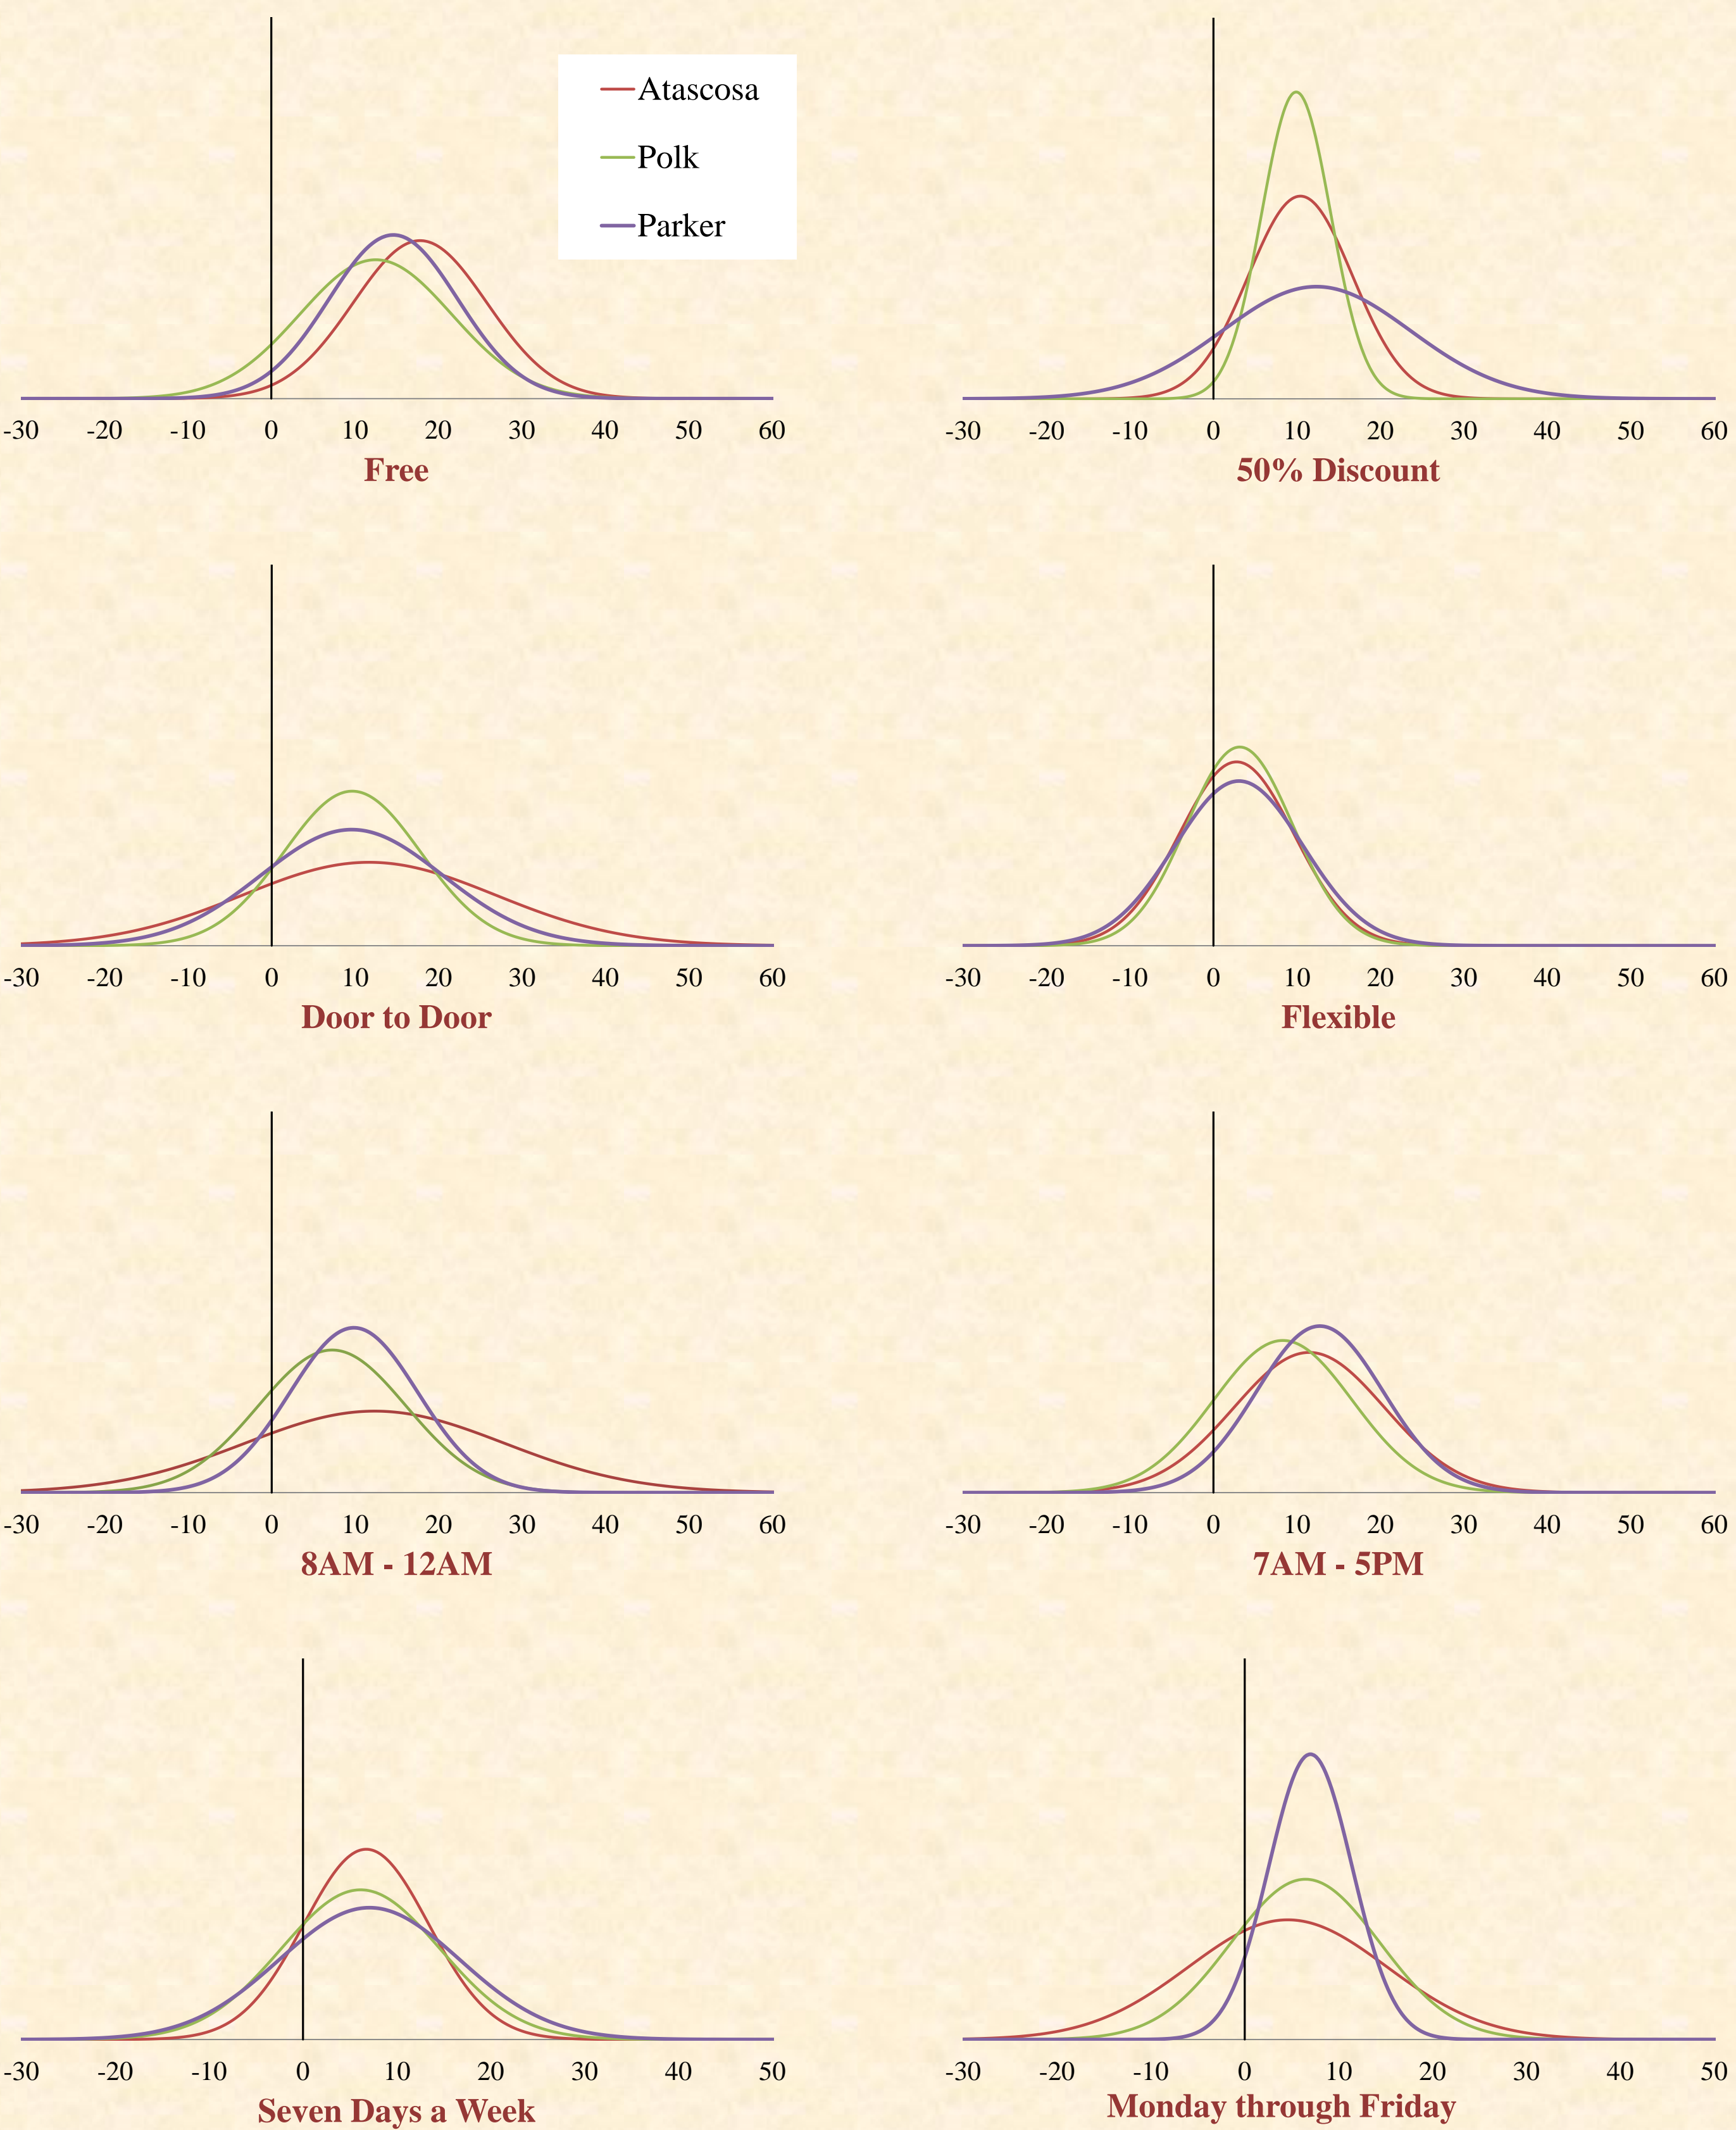 Atascosa
Polk
Parker
-30 -20 -10 0 10 20 30 40 50 60
Free
-30 -20 -10 0 10 20 30 40 50 60
50% Discount
-30 -20 -10 0 10 20 30 40 50 60
Door to Door
-30 -20 -10 0 10 20 30 40 50 60
Flexible
-30 -20 -10 0 10 20 30 40 50 60
8AM - 12AM
-30 -20 -10 0 10 20 30 40 50 60
7AM - 5PM
-30 -20 -10 0 10 20 30 40 50
Seven Days a Week
-30 -20 -10 0 10 20 30 40 50
Monday through Friday